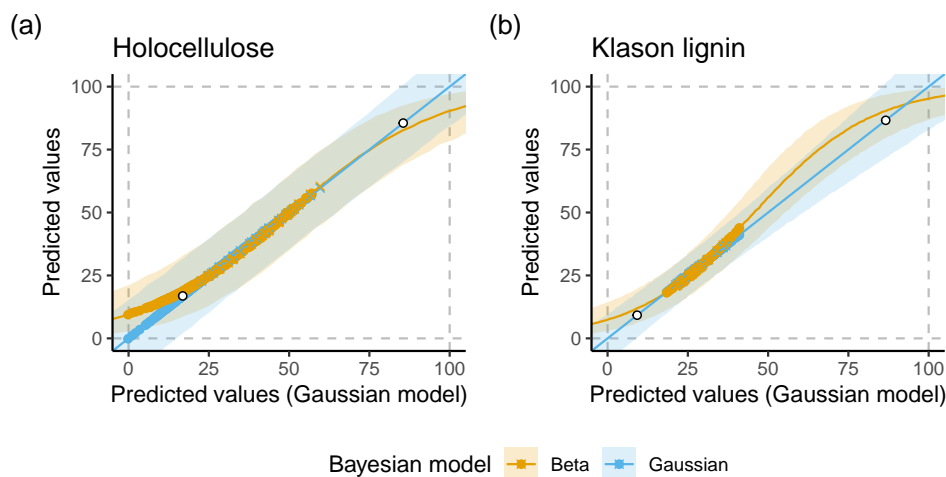 (a)
Holocellulose
100
75
50
25
0
Predicted values
0 25 50 75 100
Predicted values (Gaussian model)
(b)
Klason lignin
100
75
50
25
0
Predicted values
0 25 50 75 100
Predicted values (Gaussian model)
Bayesian model Beta Gaussian